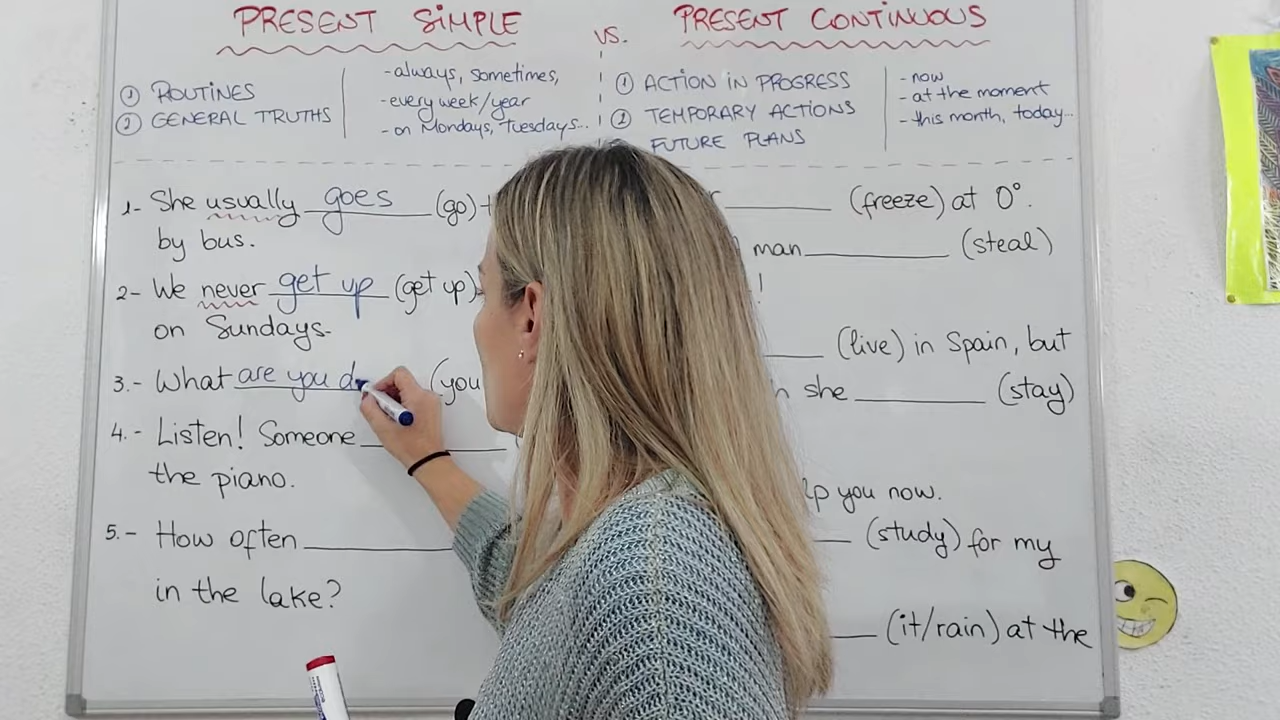 PRESENT SIMPLE vs. PRESENT CONTINUOUS
① ROUTINES
② GENERAL TRUTHS
- always, sometimes,
- every week/year
- on Mondays, Tuesdays...
① ACTION IN PROGRESS
② TEMPORARY ACTIONS
FUTURE PLANS
- now
- at the moment
- this month, today...
1- She usually goes (go)
by bus.
2- We never get up (get up)
on Sundays.
3.- What are you d (you
4.- Listen! Someone
the piano.
5.- How often
in the lake?
(freeze) at 0°.
man (steal)
!
(live) in Spain, but
she (stay)
you now.
(study) for my
(it/rain) at the